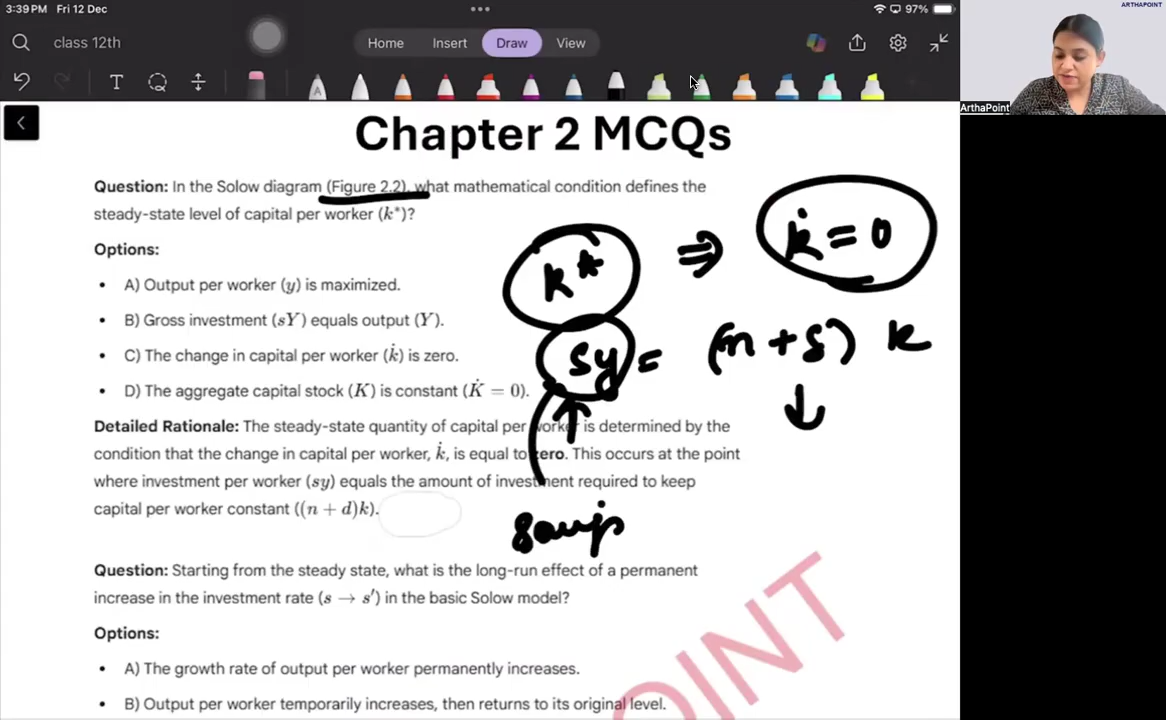 3:39 PM Fri 12 Dec
97%
ARTHAPOINT
class 12th
Home Insert Draw View
ArthaPoint
Chapter 2 MCQs
Question: In the Solow diagram (Figure 2.2), what mathematical condition defines the
steady-state level of capital per worker (k*)?
k* ⇒ k̇ = 0
Options:
• A) Output per worker (y) is maximized.
• B) Gross investment (sY) equals output (Y).
• C) The change in capital per worker (k̇) is zero.
• D) The aggregate capital stock (K) is constant (K̇ = 0).
sy = (n + δ) k
Detailed Rationale: The steady-state quantity of capital per worker is determined by the
condition that the change in capital per worker, k̇, is equal to zero. This occurs at the point
where investment per worker (sy) equals the amount of investment required to keep
capital per worker constant ((n + d)k).
Question: Starting from the steady state, what is the long-run effect of a permanent
increase in the investment rate (s → s′) in the basic Solow model?
Options:
• A) The growth rate of output per worker permanently increases.
• B) Output per worker temporarily increases, then returns to its original level.
OINT